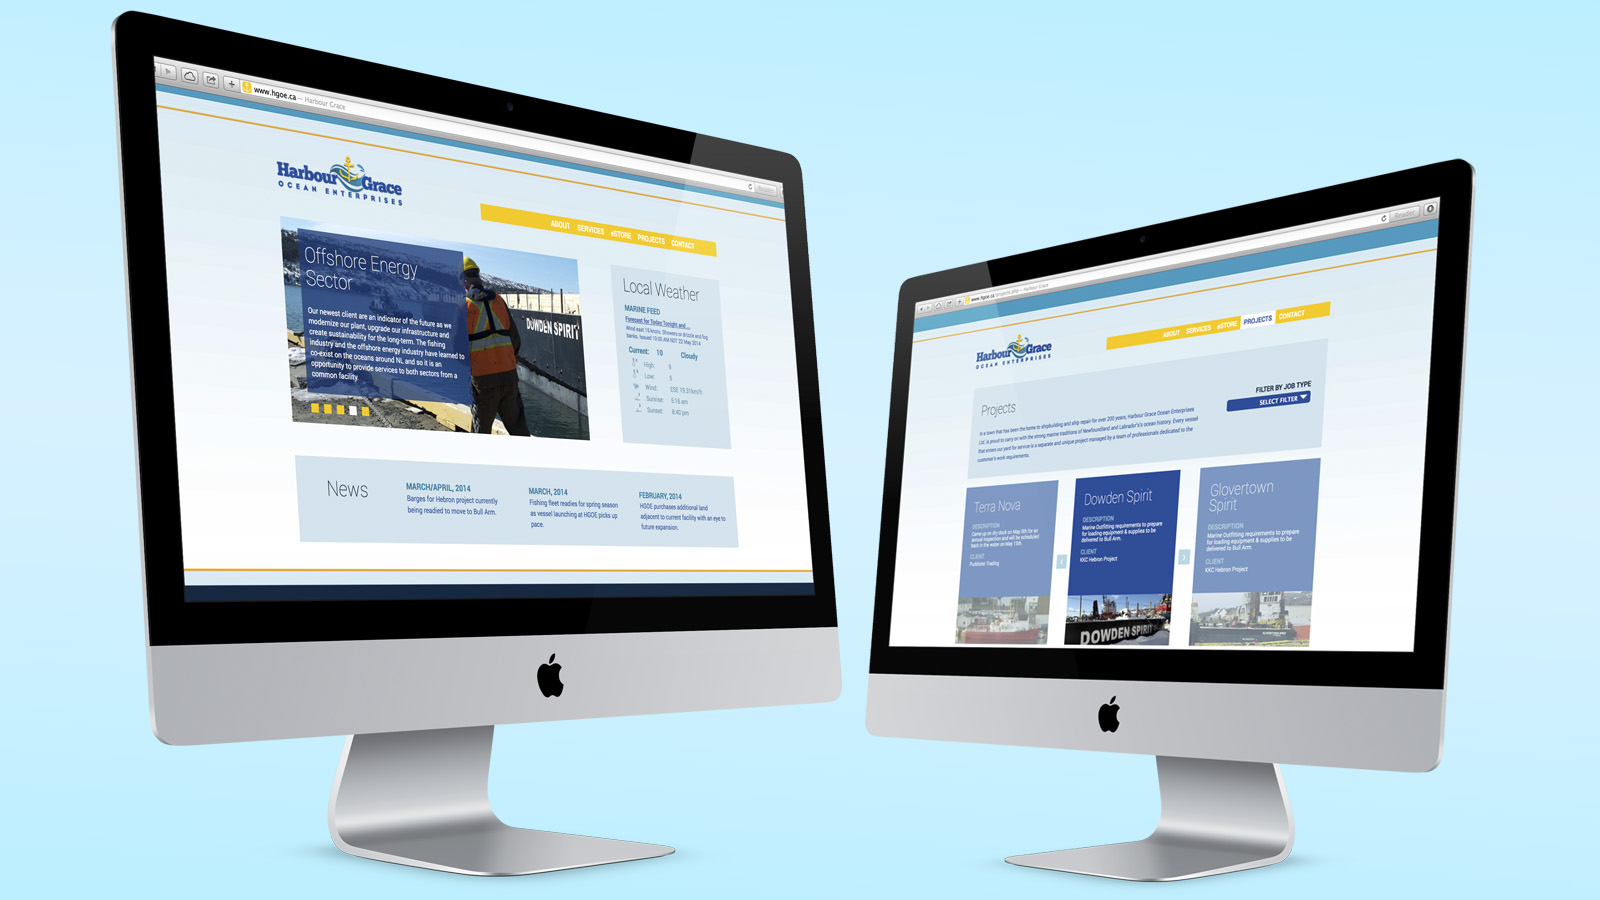 www.hgoe.ca — Harbour Grace
Reader
Harbour Grace
OCEAN ENTERPRISES
ABOUT SERVICES eSTORE PROJECTS CONTACT
Offshore Energy
Sector
Our newest client are an indicator of the future as we
modernize our plant, upgrade our infrastructure and
create sustainability for the long-term. The fishing
industry and the offshore energy industry have learned to
co-exist on the oceans around NL and so it is an
opportunity to provide services to both sectors from a
common facility.
DOWDEN SPIRIT
Local Weather
MARINE FEED
Forecast for Today Tonight and ...
Wind east 15 knots. Showers or drizzle and fog
banks. Issued 10:00 AM NDT 22 May 2014
Current: 10 Cloudy
High: 9
Low: 5
Wind: ESE 19.31km/h
Sunrise: 5:16 am
Sunset: 8:40 pm
News
MARCH/APRIL, 2014
Barges for Hebron project currently
being readied to move to Bull Arm.
MARCH, 2014
Fishing fleet readies for spring season
as vessel launching at HGOE picks up
pace.
FEBRUARY, 2014
HGOE purchases additional land
adjacent to current facility with an eye to
future expansion.
www.hgoe.ca/projects.php — Harbour Grace
Reader
Harbour Grace
OCEAN ENTERPRISES
ABOUT SERVICES eSTORE PROJECTS CONTACT
Projects
In a town that has been the home to shipbuilding and ship repair for over 200 years, Harbour Grace Ocean Enterprises
Ltd. is proud to carry on with the strong marine traditions of Newfoundland and Labrador's ocean history. Every vessel
that enters our yard for service is a separate and unique project managed by a team of professionals dedicated to the
customer's work requirements.
FILTER BY JOB TYPE
SELECT FILTER
Terra Nova
DESCRIPTION
Came up on dry-dock on May 5th for an
annual inspection and will be scheduled
back in the water on May 15th.
CLIENT
Puddister Trading
Dowden Spirit
DESCRIPTION
Marine Outfitting requirements to prepare
for loading equipment & supplies to be
delivered to Bull Arm.
CLIENT
KKC Hebron Project
DOWDEN SPIRIT
Glovertown
Spirit
DESCRIPTION
Marine Outfitting requirements to prepare
for loading equipment & supplies to be
delivered to Bull Arm.
CLIENT
KKC Hebron Project